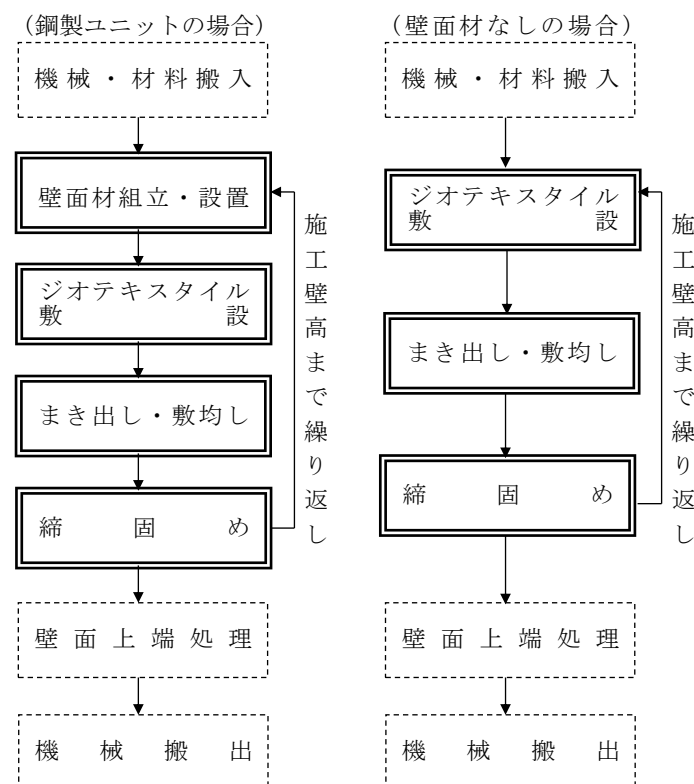 (鋼製ユニットの場合)
機械・材料搬入
壁面材組立・設置
ジオテキスタイル
敷設
まき出し・敷均し
締固め
壁面上端処理
機械搬出
施工壁高まで繰り返し
(壁面材なしの場合)
機械・材料搬入
ジオテキスタイル
敷設
まき出し・敷均し
締固め
壁面上端処理
機械搬出
施工壁高まで繰り返し